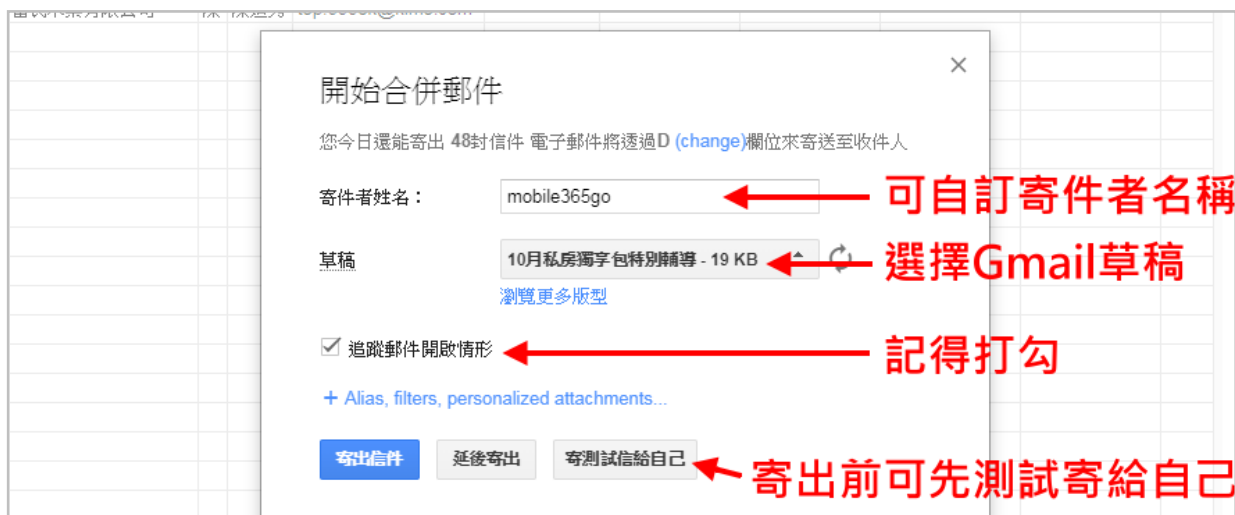 開始合併郵件
您今日還能寄出 48封信件 電子郵件將透過D (change)欄位來寄送至收件人
寄件者姓名：
mobile365go
可自訂寄件者名稱
草稿
10月私房獨享包特別輔導 - 19 KB
選擇Gmail草稿
瀏覽更多版型
追蹤郵件開啟情形
記得打勾
+ Alias, filters, personalized attachments...
寄出信件
延後寄出
寄測試信給自己
寄出前可先測試寄給自己